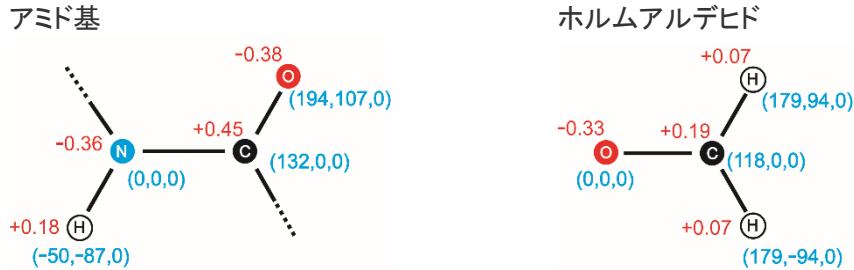 アミド基
-0.38
O
(194,107,0)
-0.36
N
(0,0,0)
+0.45
C
(132,0,0)
+0.18
H
(-50,-87,0)
ホルムアルデヒド
+0.07
H
(179,94,0)
-0.33
O
(0,0,0)
+0.19
C
(118,0,0)
+0.07
H
(179,-94,0)